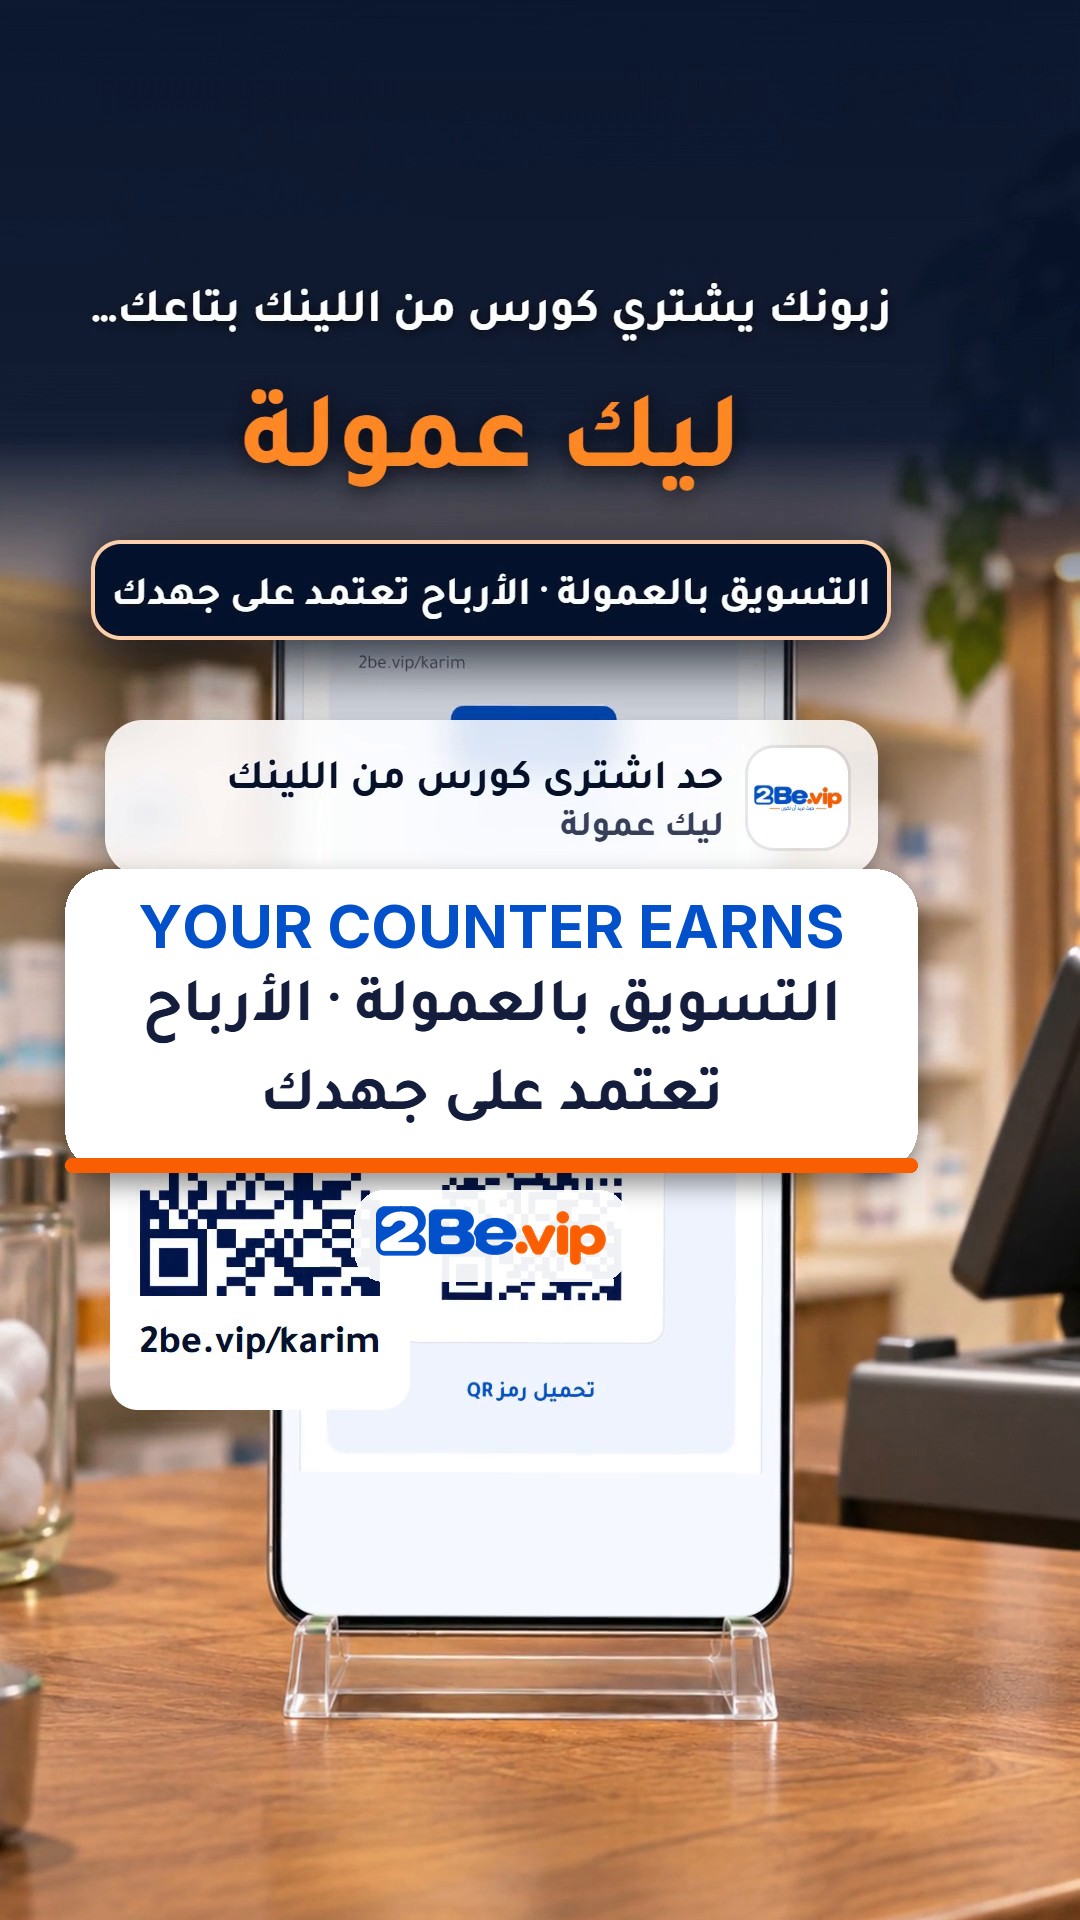 زبونك يشتري كورس من اللينك بتاعك...
ليك عمولة
التسويق بالعمولة · الأرباح تعتمد على جهدك
2be.vip/karim
حد اشترى كورس من اللينك
ليك عمولة
2Be.vip
YOUR COUNTER EARNS
التسويق بالعمولة · الأرباح
تعتمد على جهدك
2Be.vip
2be.vip/karim
تحميل رمز QR